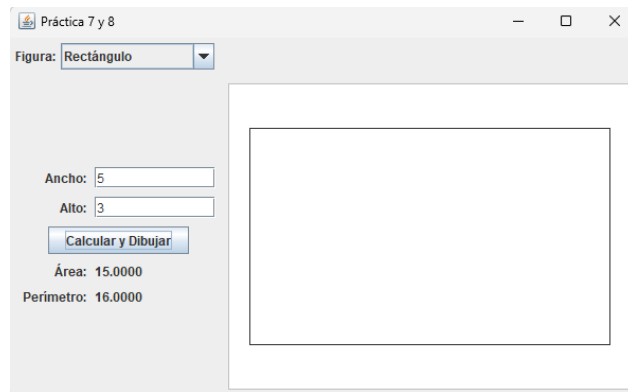 Práctica 7 y 8
Figura: Rectángulo
Ancho: 5
Alto: 3
Calcular y Dibujar
Área: 15.0000
Perímetro: 16.0000